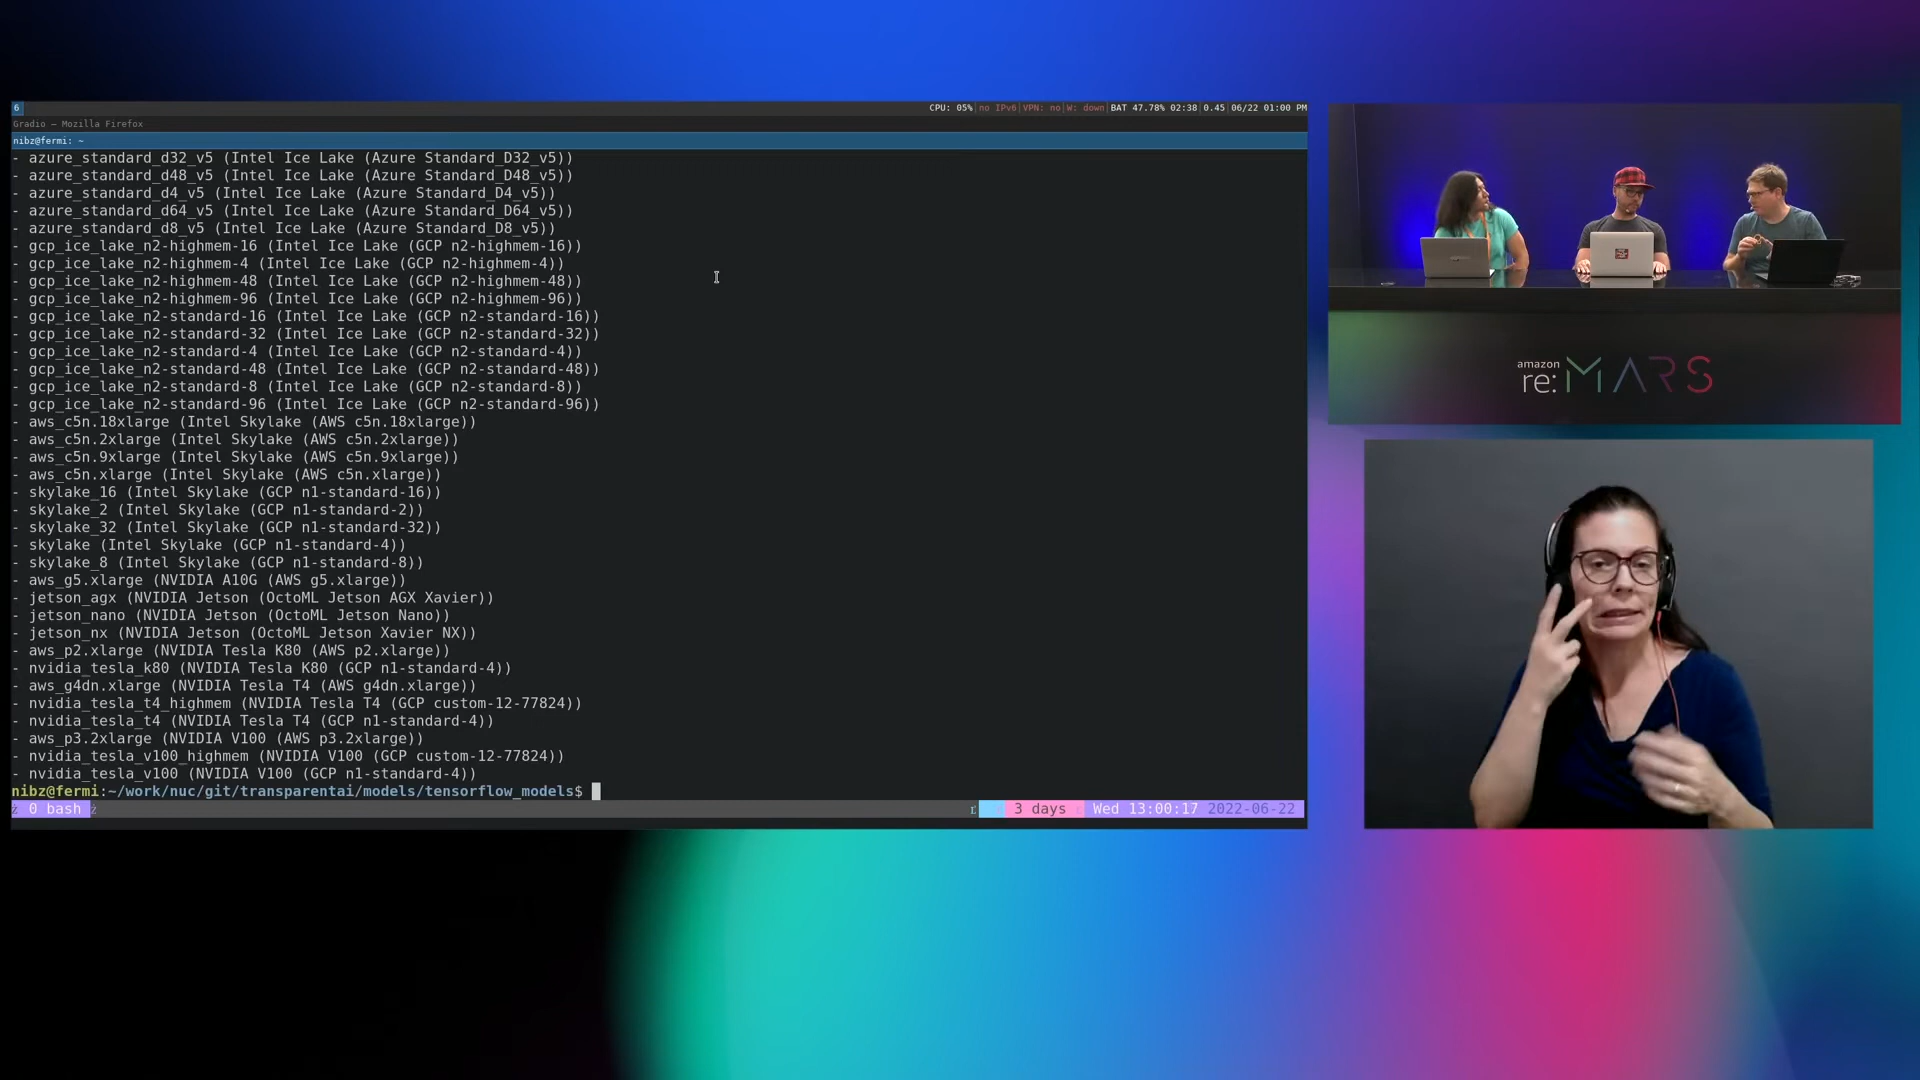 6
CPU: 05%|no IPv6|VPN: no|W: down|BAT 47.78% 02:38|0.45|06/22 01:00 PM
Gradio — Mozilla Firefox
nibz@fermi: ~
- azure_standard_d32_v5 (Intel Ice Lake (Azure Standard_D32_v5))
- azure_standard_d48_v5 (Intel Ice Lake (Azure Standard_D48_v5))
- azure_standard_d4_v5 (Intel Ice Lake (Azure Standard_D4_v5))
- azure_standard_d64_v5 (Intel Ice Lake (Azure Standard_D64_v5))
- azure_standard_d8_v5 (Intel Ice Lake (Azure Standard_D8_v5))
- gcp_ice_lake_n2-highmem-16 (Intel Ice Lake (GCP n2-highmem-16))
- gcp_ice_lake_n2-highmem-4 (Intel Ice Lake (GCP n2-highmem-4))
- gcp_ice_lake_n2-highmem-48 (Intel Ice Lake (GCP n2-highmem-48))
- gcp_ice_lake_n2-highmem-96 (Intel Ice Lake (GCP n2-highmem-96))
- gcp_ice_lake_n2-standard-16 (Intel Ice Lake (GCP n2-standard-16))
- gcp_ice_lake_n2-standard-32 (Intel Ice Lake (GCP n2-standard-32))
- gcp_ice_lake_n2-standard-4 (Intel Ice Lake (GCP n2-standard-4))
- gcp_ice_lake_n2-standard-48 (Intel Ice Lake (GCP n2-standard-48))
- gcp_ice_lake_n2-standard-8 (Intel Ice Lake (GCP n2-standard-8))
- gcp_ice_lake_n2-standard-96 (Intel Ice Lake (GCP n2-standard-96))
- aws_c5n.18xlarge (Intel Skylake (AWS c5n.18xlarge))
- aws_c5n.2xlarge (Intel Skylake (AWS c5n.2xlarge))
- aws_c5n.9xlarge (Intel Skylake (AWS c5n.9xlarge))
- aws_c5n.xlarge (Intel Skylake (AWS c5n.xlarge))
- skylake_16 (Intel Skylake (GCP n1-standard-16))
- skylake_2 (Intel Skylake (GCP n1-standard-2))
- skylake_32 (Intel Skylake (GCP n1-standard-32))
- skylake (Intel Skylake (GCP n1-standard-4))
- skylake_8 (Intel Skylake (GCP n1-standard-8))
- aws_g5.xlarge (NVIDIA A10G (AWS g5.xlarge))
- jetson_agx (NVIDIA Jetson (OctoML Jetson AGX Xavier))
- jetson_nano (NVIDIA Jetson (OctoML Jetson Nano))
- jetson_nx (NVIDIA Jetson (OctoML Jetson Xavier NX))
- aws_p2.xlarge (NVIDIA Tesla K80 (AWS p2.xlarge))
- nvidia_tesla_k80 (NVIDIA Tesla K80 (GCP n1-standard-4))
- aws_g4dn.xlarge (NVIDIA Tesla T4 (AWS g4dn.xlarge))
- nvidia_tesla_t4_highmem (NVIDIA Tesla T4 (GCP custom-12-77824))
- nvidia_tesla_t4 (NVIDIA Tesla T4 (GCP n1-standard-4))
- aws_p3.2xlarge (NVIDIA V100 (AWS p3.2xlarge))
- nvidia_tesla_v100_highmem (NVIDIA V100 (GCP custom-12-77824))
- nvidia_tesla_v100 (NVIDIA V100 (GCP n1-standard-4))
nibz@fermi:~/work/nuc/git/transparentai/models/tensorflow_models$
0 bash 3 days Wed 13:00:17 2022-06-22
amazon
re:MARS